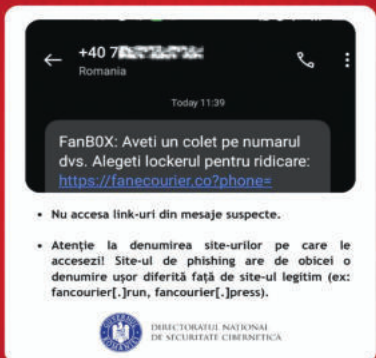 +40 7
Romania
Today 11:39
FanB0X: Aveti un colet pe numarul
dvs. Alegeti lockerul pentru ridicare:
https://fanecourier.co?phone=
• Nu accesa link-uri din mesaje suspecte.
• Atenție la denumirea site-urilor pe care le
accesezi! Site-ul de phishing are de obicei o
denumire ușor diferită față de site-ul legitim (ex:
fancourier[.]run, fancourier[.]press).
DIRECTORATUL NAȚIONAL
DE SECURITATE CIBERNETICĂ